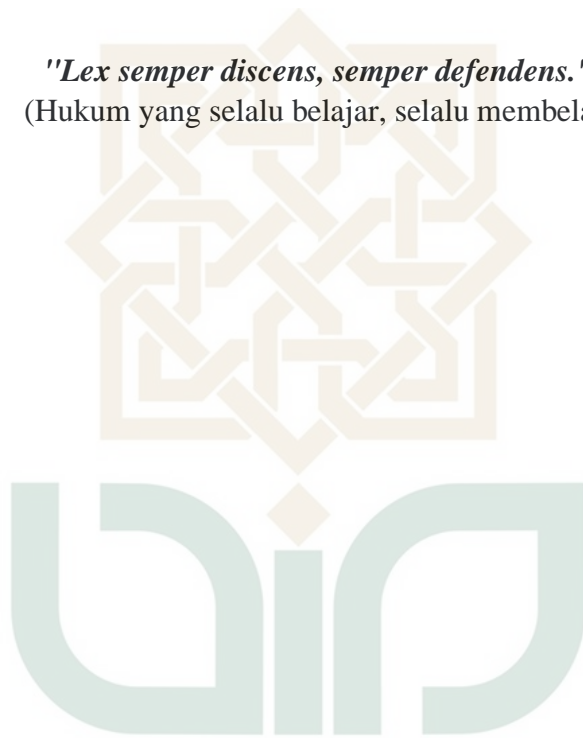 "Lex semper discens, semper defendens."
(Hukum yang selalu belajar, selalu membela